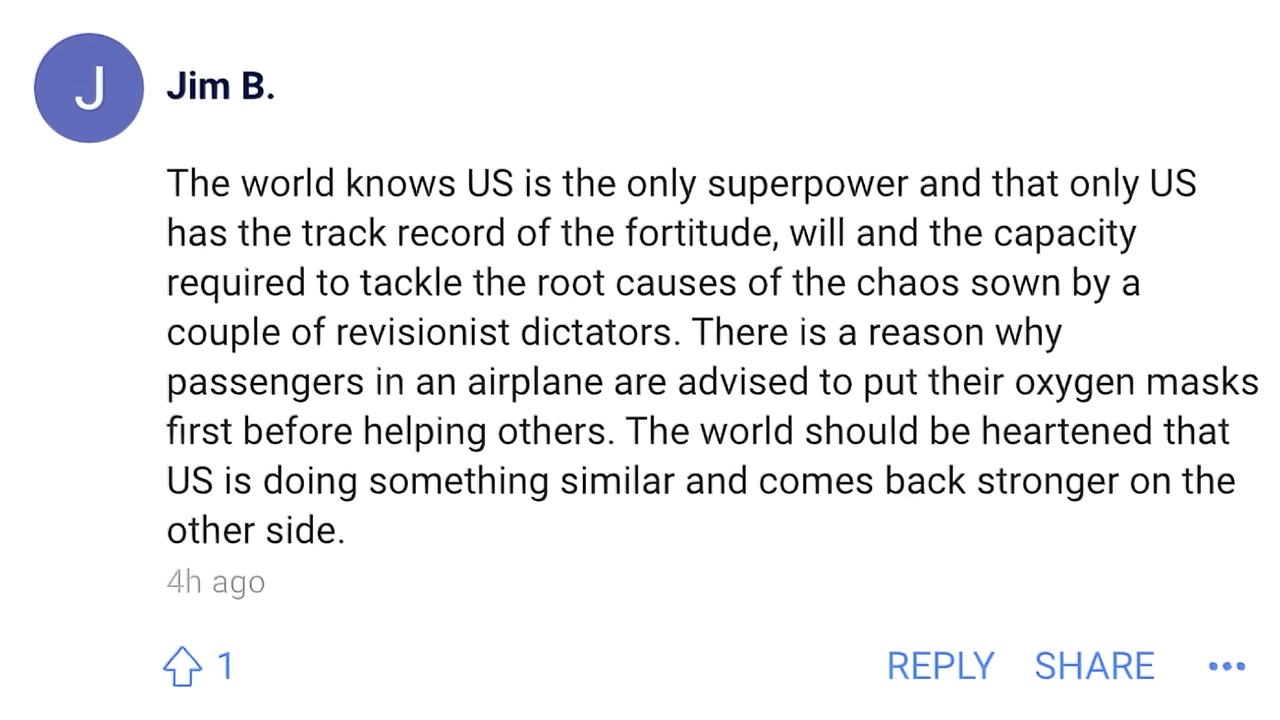 J
Jim B.
The world knows US is the only superpower and that only US
has the track record of the fortitude, will and the capacity
required to tackle the root causes of the chaos sown by a
couple of revisionist dictators. There is a reason why
passengers in an airplane are advised to put their oxygen masks
first before helping others. The world should be heartened that
US is doing something similar and comes back stronger on the
other side.
4h ago
1 REPLY SHARE •••